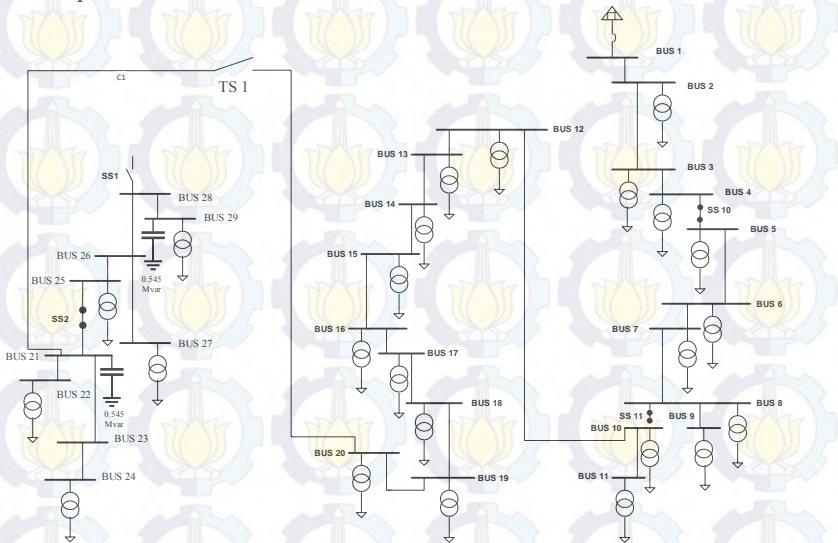 BUS 1
BUS 2
C1
TS 1
BUS 12
BUS 13
BUS 3
SS1
BUS 4
BUS 28
BUS 14
SS 10
BUS 29
BUS 5
BUS 26
BUS 15
BUS 25
0.545
Mvar
BUS 6
SS2
BUS 16
BUS 7
BUS 27
BUS 21
BUS 17
BUS 22
BUS 18
BUS 8
0.545
Mvar
SS 11
BUS 9
BUS 10
BUS 23
BUS 20
BUS 24
BUS 19
BUS 11